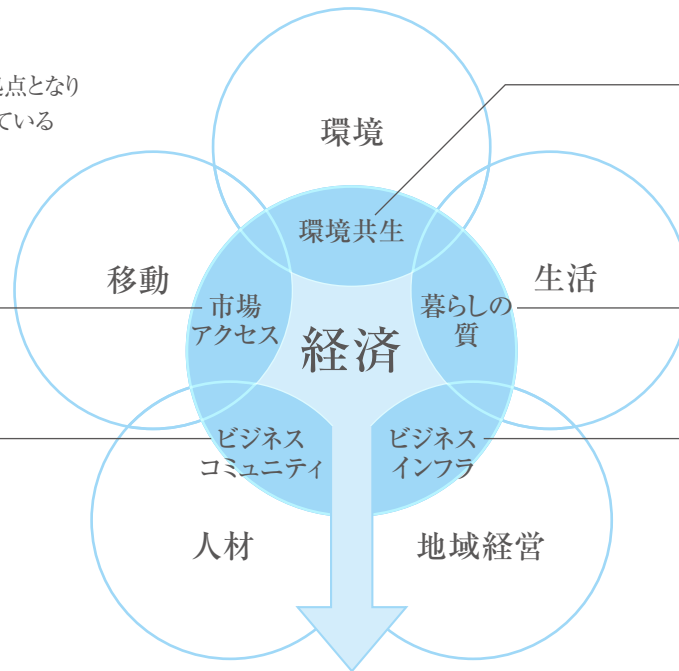 点となり
ている
環境
環境共生
移動
生活
市場
アクセス
暮らしの
質
経済
ビジネス
コミュニティ
ビジネス
インフラ
人材
地域経営